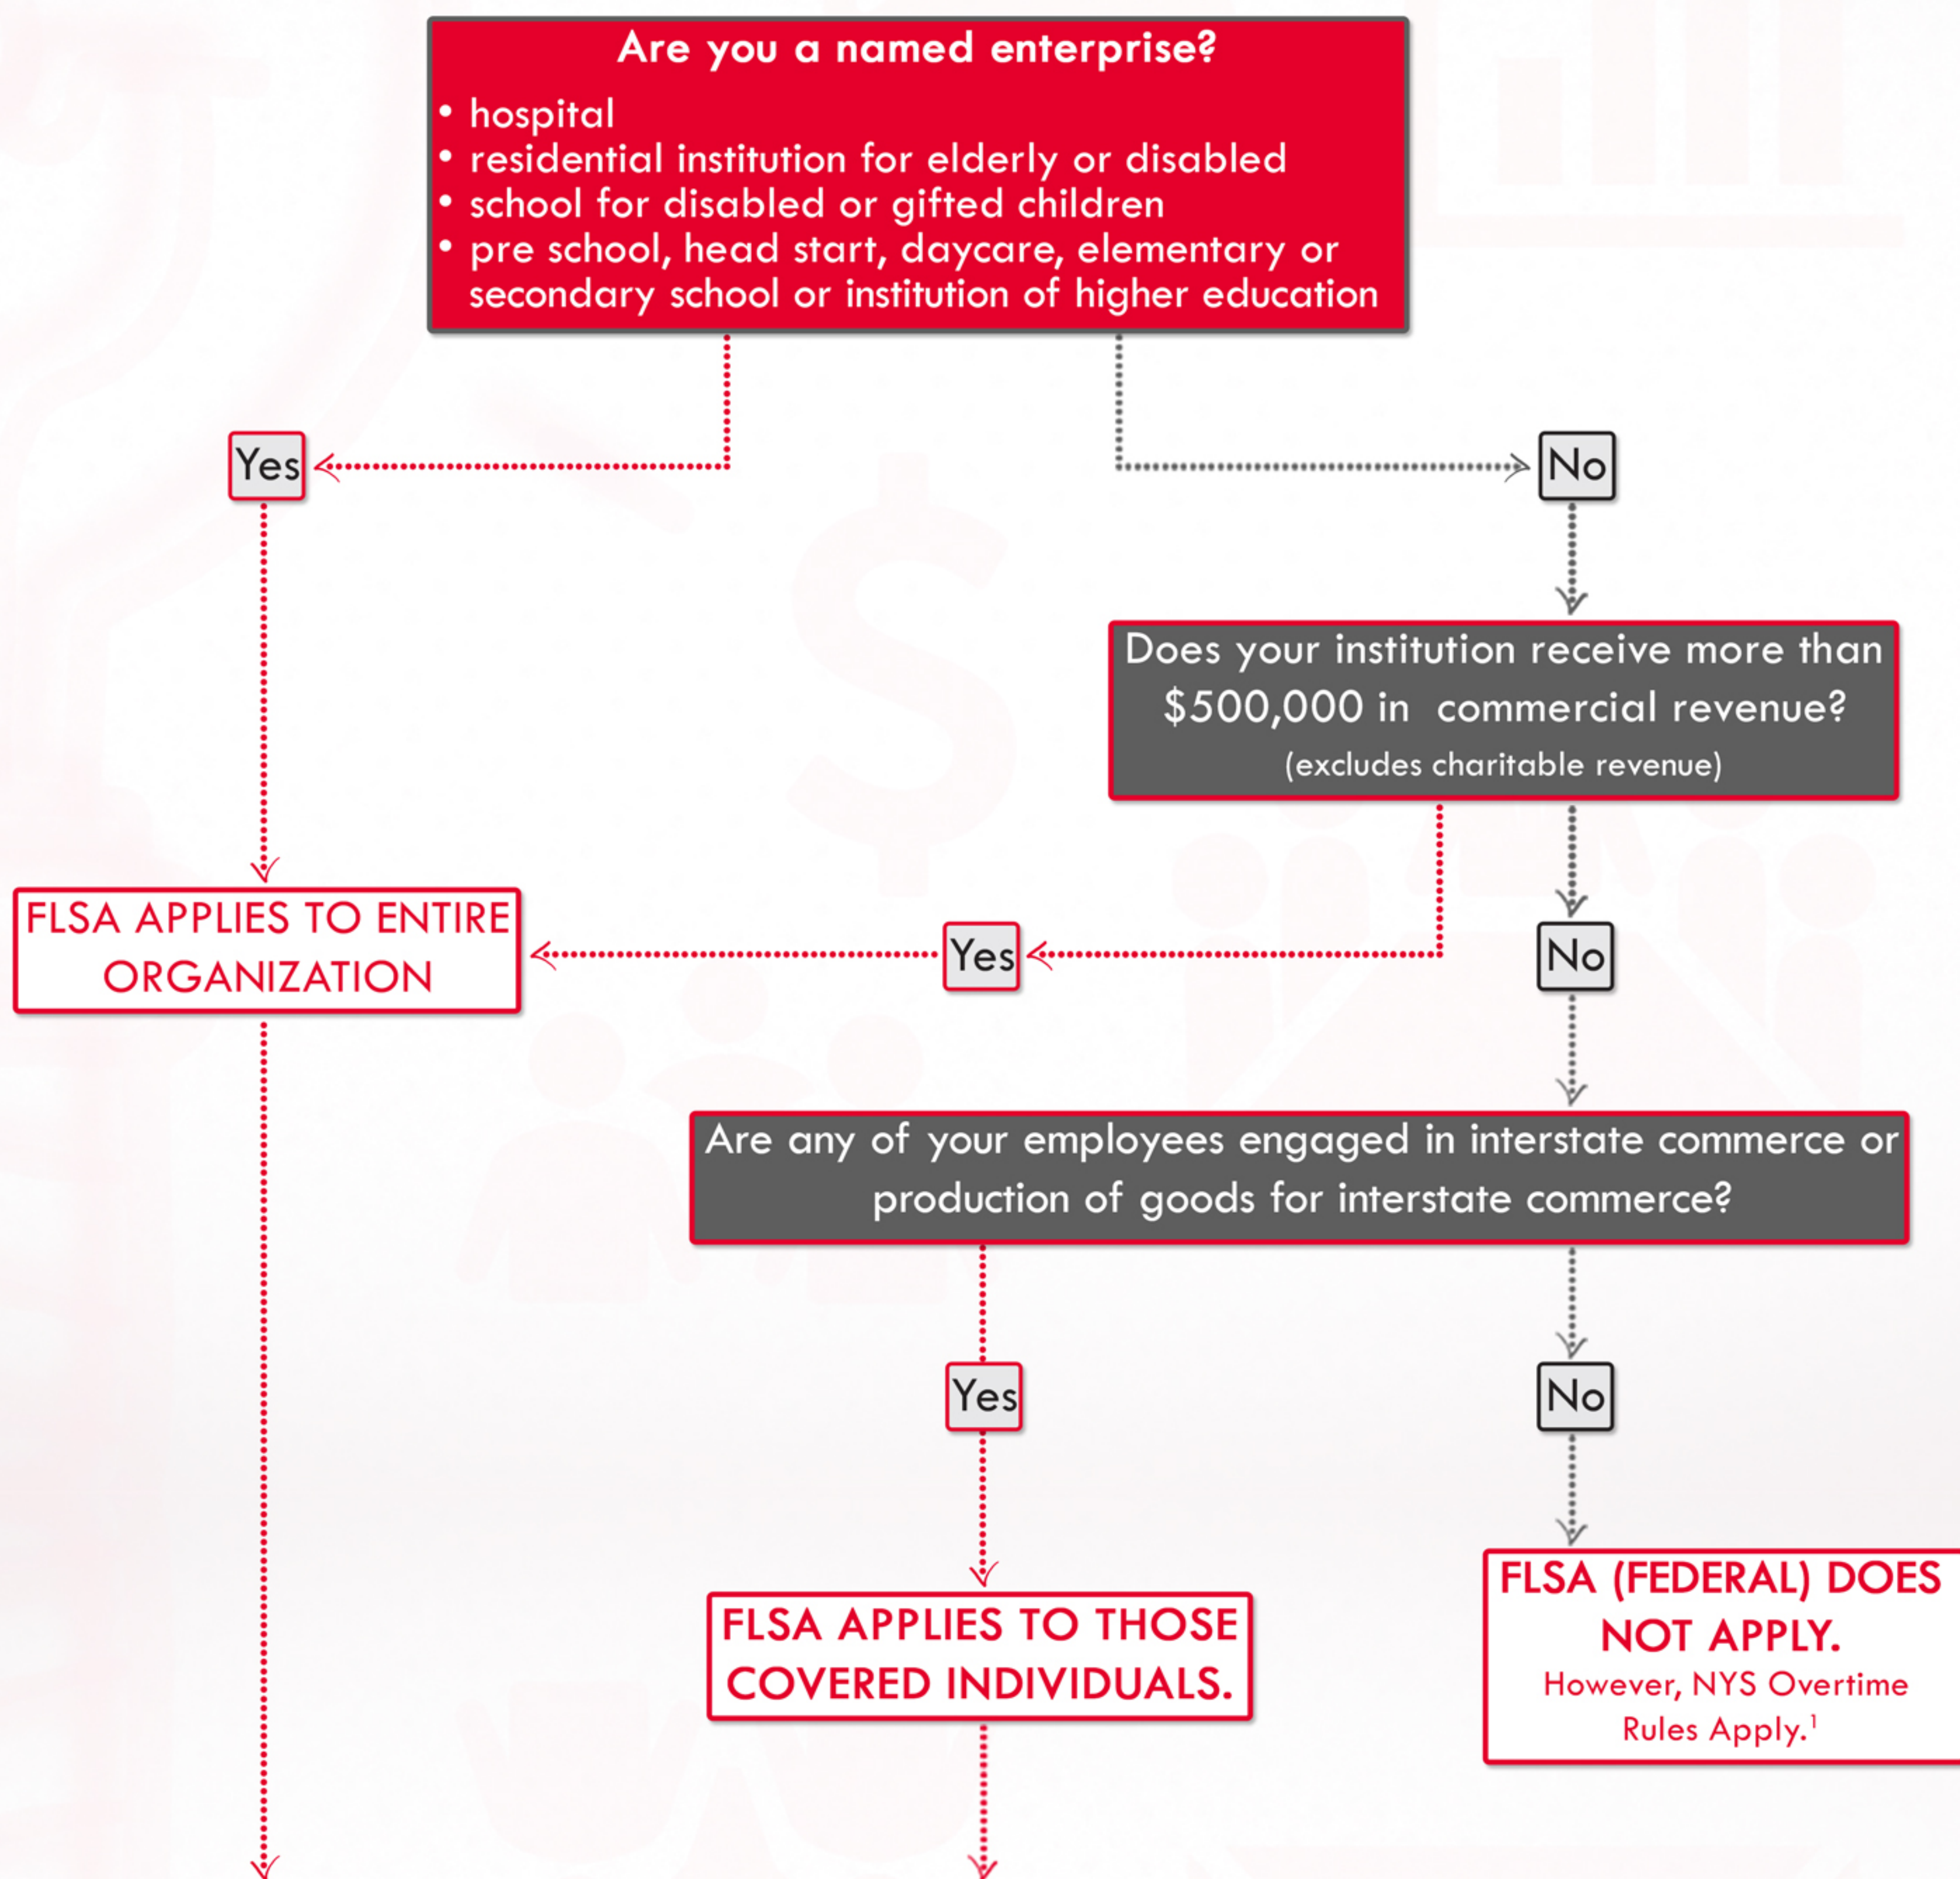 Are you a named enterprise?
• hospital
• residential institution for elderly or disabled
• school for disabled or gifted children
• pre school, head start, daycare, elementary or
secondary school or institution of higher education
Yes
No
Does your institution receive more than
$500,000 in commercial revenue?
(excludes charitable revenue)
FLSA APPLIES TO ENTIRE
ORGANIZATION
Yes
No
Are any of your employees engaged in interstate commerce or
production of goods for interstate commerce?
Yes
No
FLSA APPLIES TO THOSE
COVERED INDIVIDUALS.
FLSA (FEDERAL) DOES
NOT APPLY.
However, NYS Overtime
Rules Apply.¹